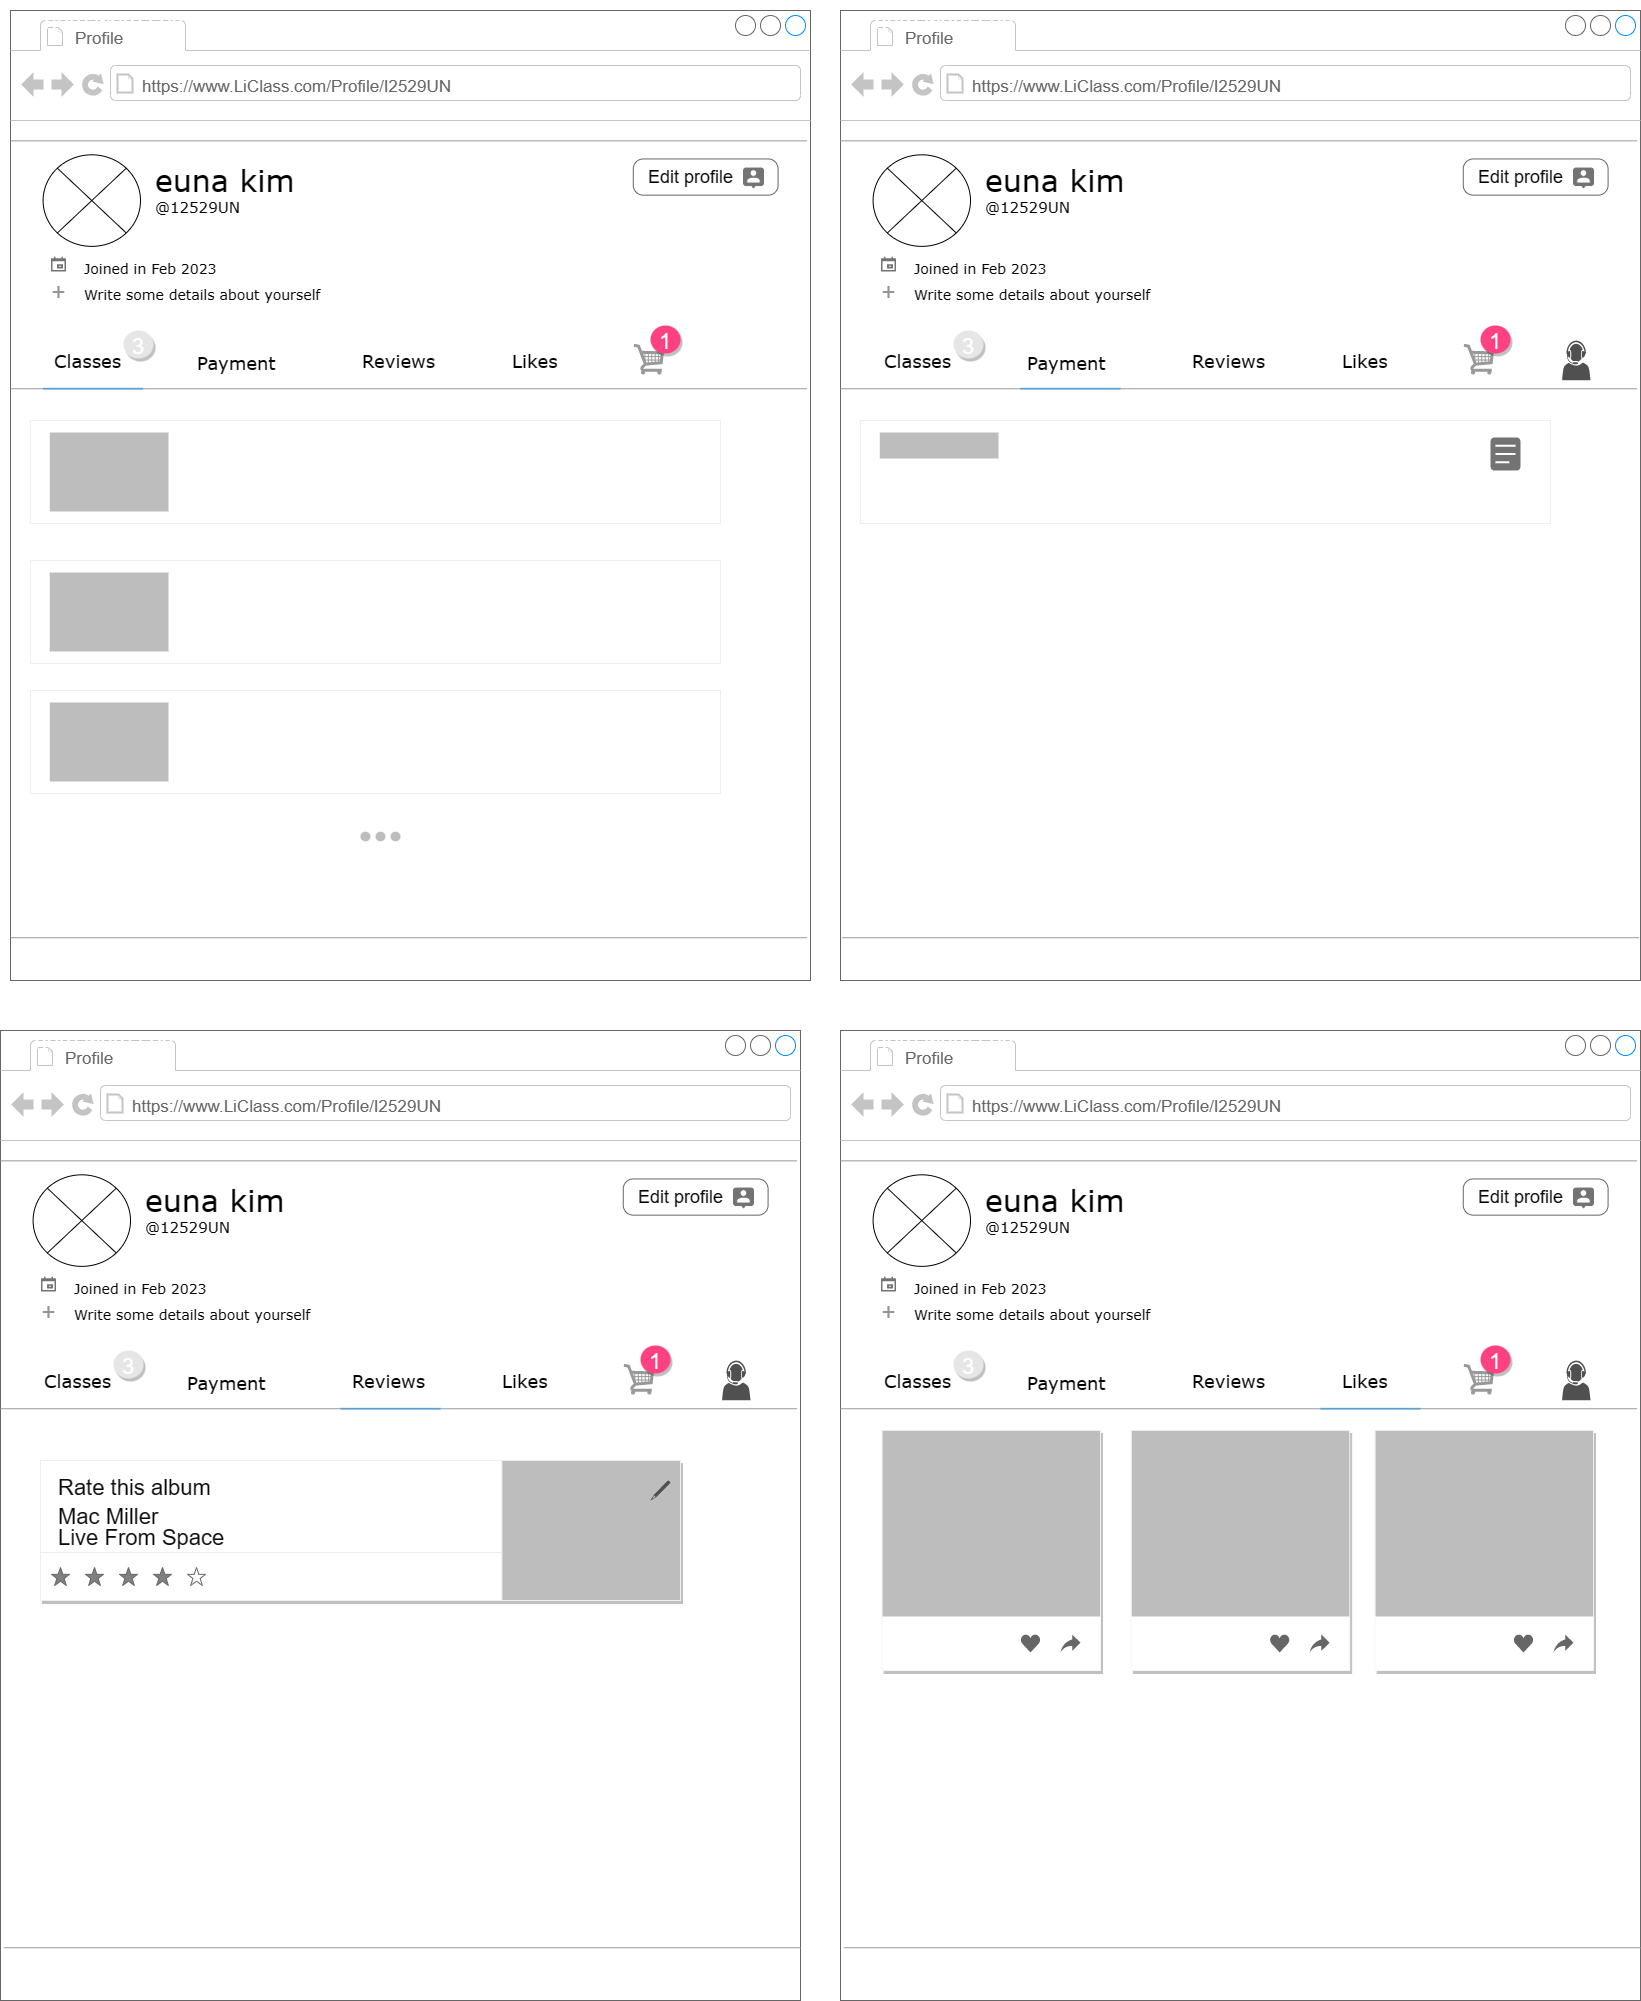 Profile
https://www.LiClass.com/Profile/I2529UN
euna kim
@12529UN
Edit profile
Joined in Feb 2023
Write some details about yourself
Classes 3 Payment Reviews Likes 1
Profile
https://www.LiClass.com/Profile/I2529UN
euna kim
@12529UN
Edit profile
Joined in Feb 2023
Write some details about yourself
Classes 3 Payment Reviews Likes 1
Profile
https://www.LiClass.com/Profile/I2529UN
euna kim
@12529UN
Edit profile
Joined in Feb 2023
Write some details about yourself
Classes 3 Payment Reviews Likes 1
Rate this album
Mac Miller
Live From Space
Profile
https://www.LiClass.com/Profile/I2529UN
euna kim
@12529UN
Edit profile
Joined in Feb 2023
Write some details about yourself
Classes 3 Payment Reviews Likes 1